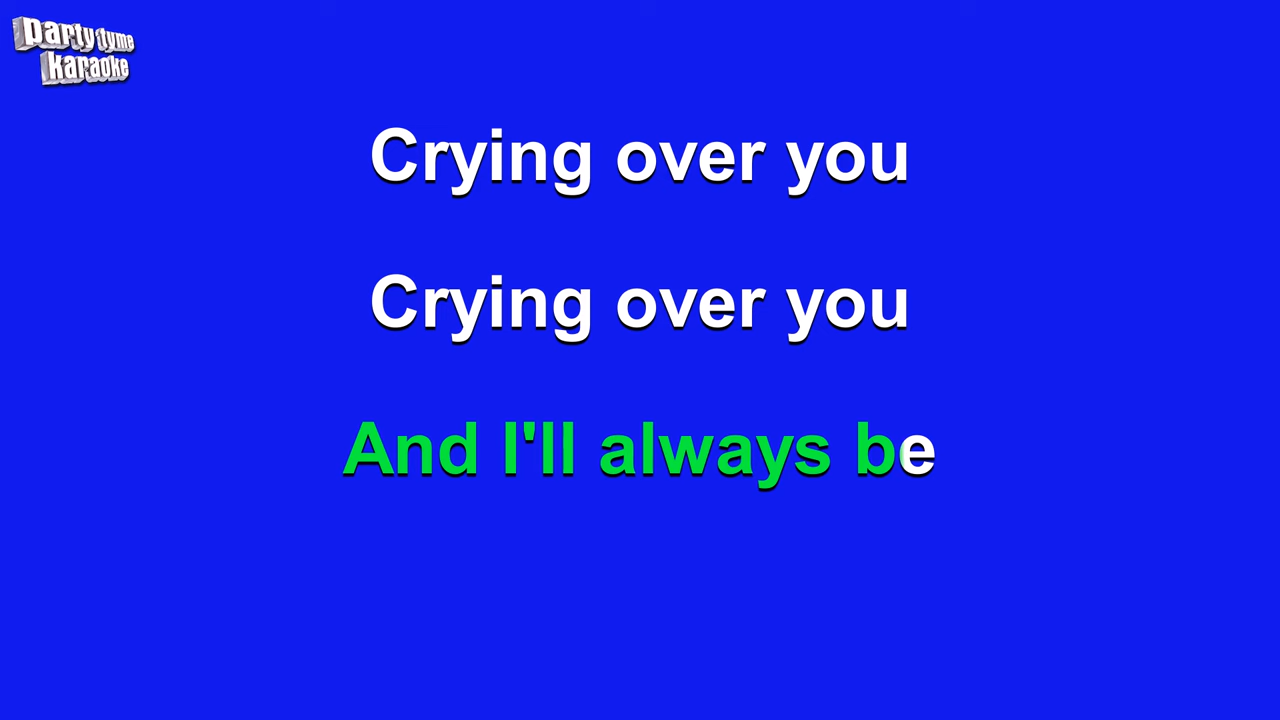 party tyme
karaoke
Crying over you
Crying over you
And I'll always be